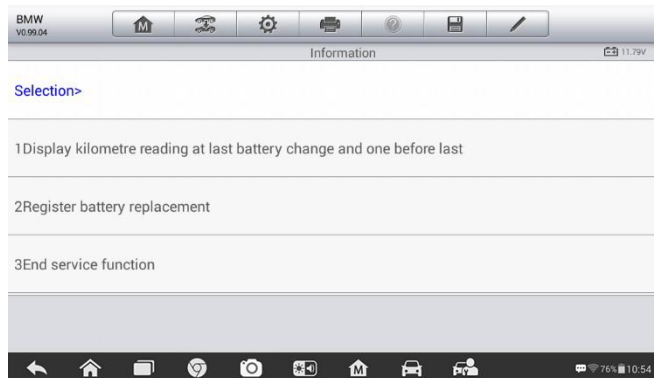 BMW
V0.99.04
Information
11.79V
Selection>
1Display kilometre reading at last battery change and one before last
2Register battery replacement
3End service function
76% 10:54